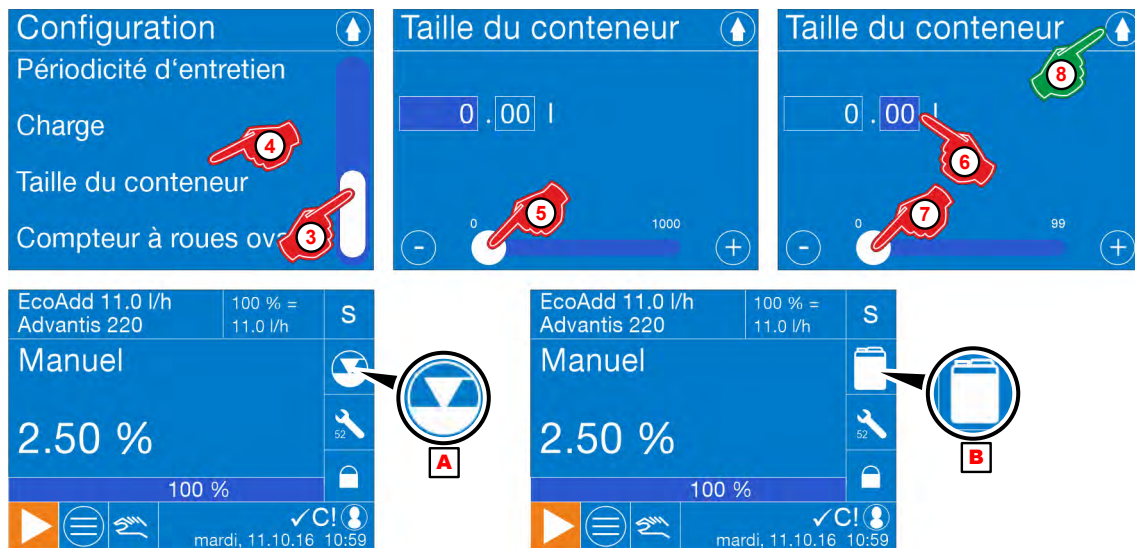 Configuration
Périodicité d'entretien
Charge
4
Taille du conteneur
3
Compteur à roues ova
Taille du conteneur
0 . 00 l
5
0 1000
- +
Taille du conteneur
8
0 . 00 l
6
7
0 99
- +
EcoAdd 11.0 l/h
Advantis 220
100 % =
11.0 l/h
S
Manuel
A
2.50 %
52
100 %
✓C!
mardi, 11.10.16 10:59
EcoAdd 11.0 l/h
Advantis 220
100 % =
11.0 l/h
S
Manuel
B
2.50 %
52
100 %
✓C!
mardi, 11.10.16 10:59